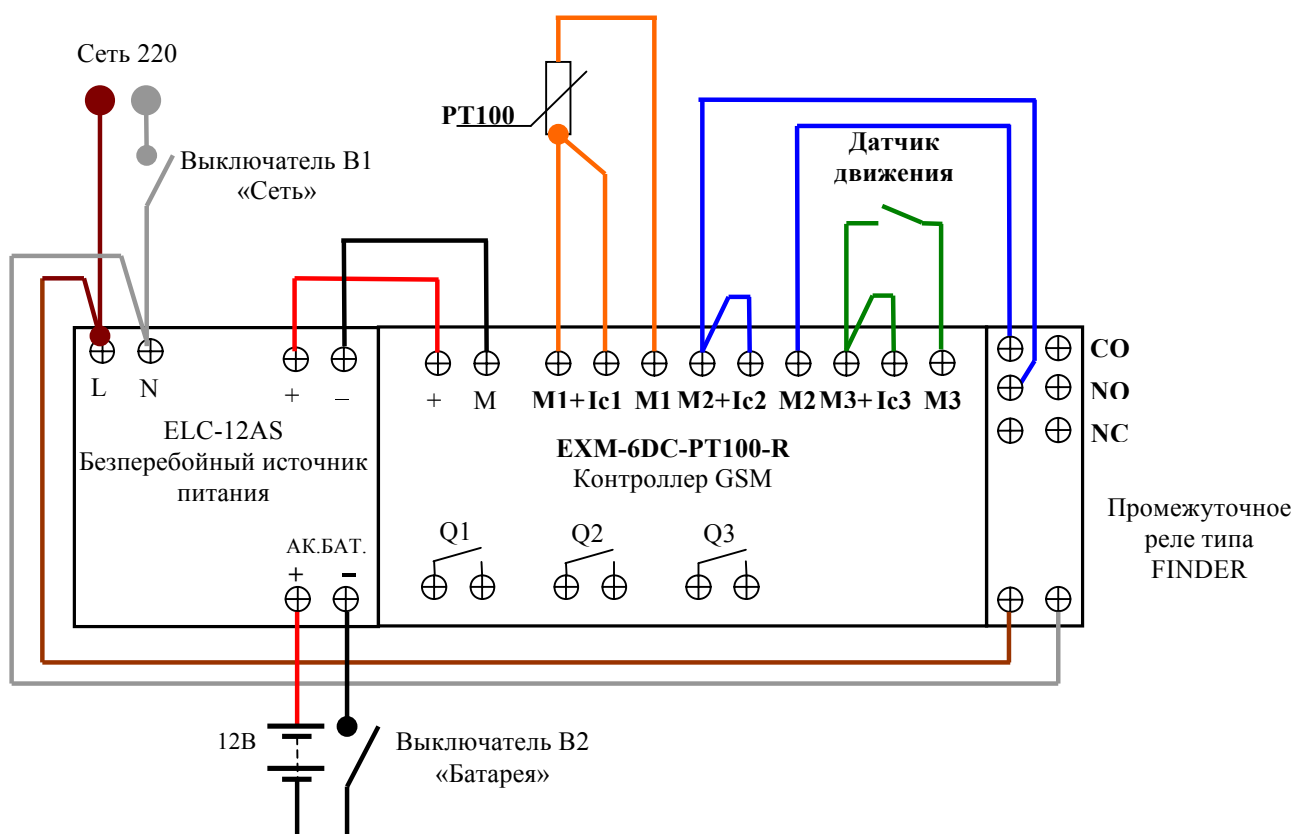 Сеть 220
PT100
Датчик
движения
Выключатель В1
«Сеть»
CO
NO
NC
L N + – + M M1+ Ic1 M1 M2+ Ic2 M2 M3+ Ic3 M3
ELC-12AS
Безперебойный источник
питания
EXM-6DC-PT100-R
Контроллер GSM
Q1 Q2 Q3
АК.БАТ.
+ –
Промежуточное
реле типа
FINDER
12В
Выключатель В2
«Батарея»